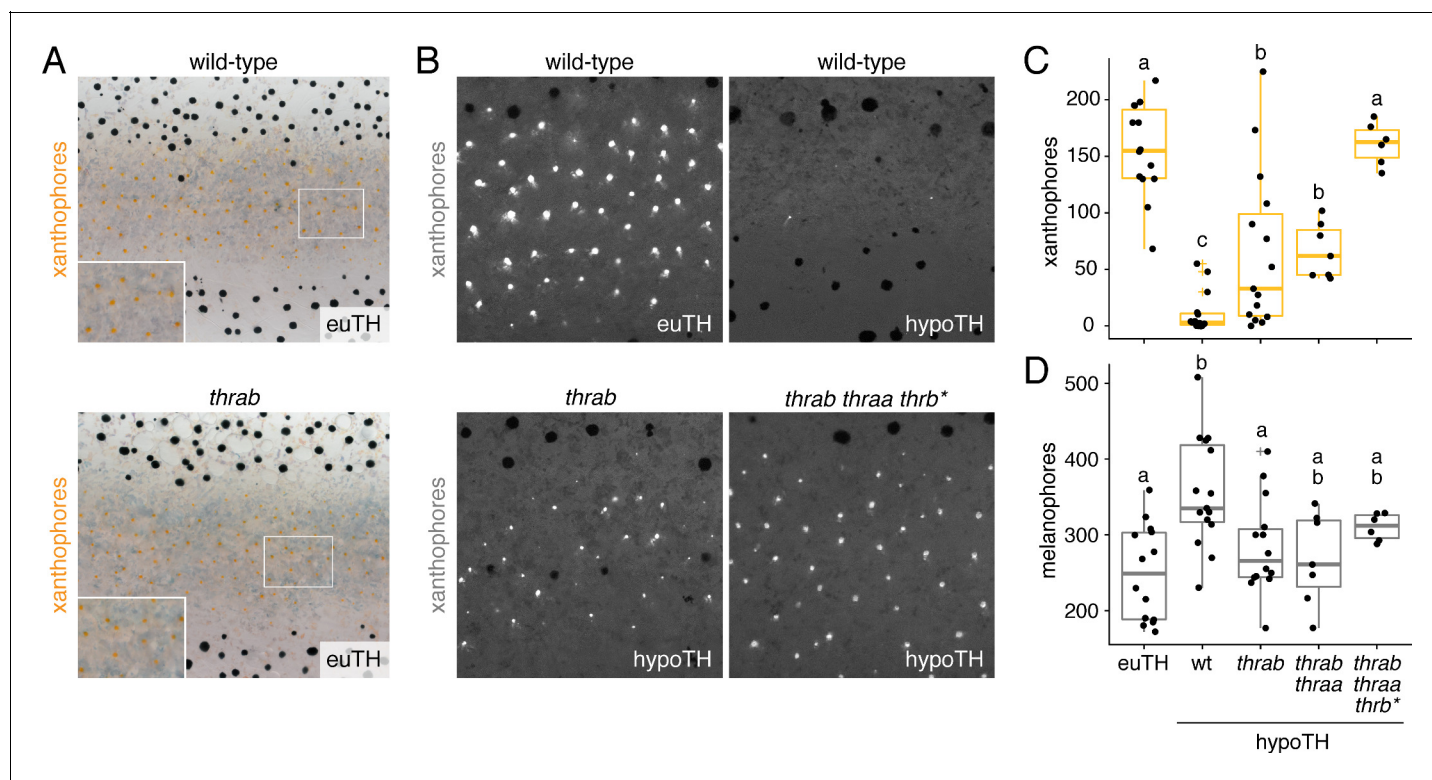 A
wild-type
xanthophores
euTH
thrab
xanthophores
euTH
B
wild-type
wild-type
xanthophores
euTH
hypoTH
thrab
thrab thraa thrb*
xanthophores
hypoTH
hypoTH
C
xanthophores
200
150
100
50
0
a
c
b
b
a
D
melanophores
500
400
300
200
a
b
a
a
b
a
b
euTH
wt
thrab
thrab
thraa
thrab
thraa
thrb*
hypoTH